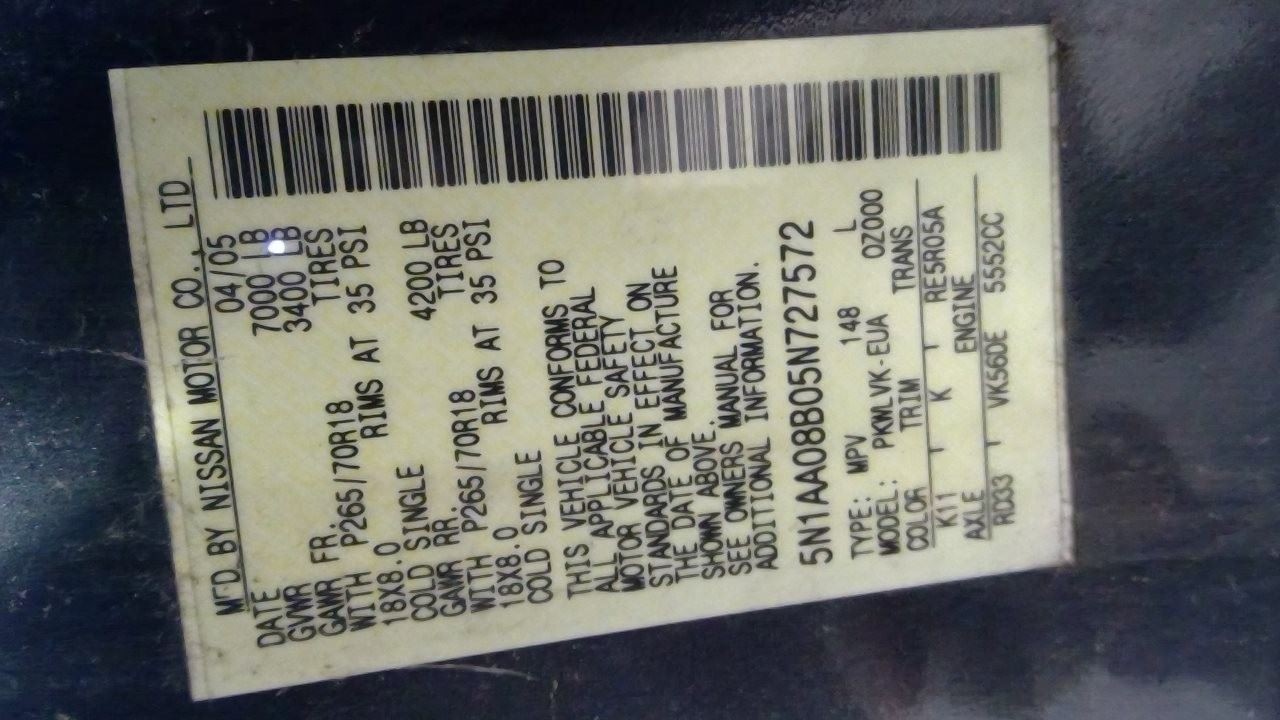 MFD BY NISSAN MOTOR CO., LTD.
DATE 04/05
GVWR 7000 LB
GAWR FR. 3400 LB
WITH P265/70R18 TIRES
18X8.0 RIMS AT 35 PSI
COLD SINGLE
GAWR RR. 4200 LB
WITH P265/70R18 TIRES
18X8.0 RIMS AT 35 PSI
COLD SINGLE
THIS VEHICLE CONFORMS TO
ALL APPLICABLE FEDERAL
MOTOR VEHICLE SAFETY
STANDARDS IN EFFECT ON
THE DATE OF MANUFACTURE
SHOWN ABOVE.
SEE OWNERS MANUAL FOR
ADDITIONAL INFORMATION.
5N1AA08B05N727572
TYPE: MPV 148 L
MODEL: PKWLVK-EUA 0Z000
COLOR TRIM TRANS
K11 K RE5R05A
AXLE ENGINE
RD33 VK56DE 5552CC